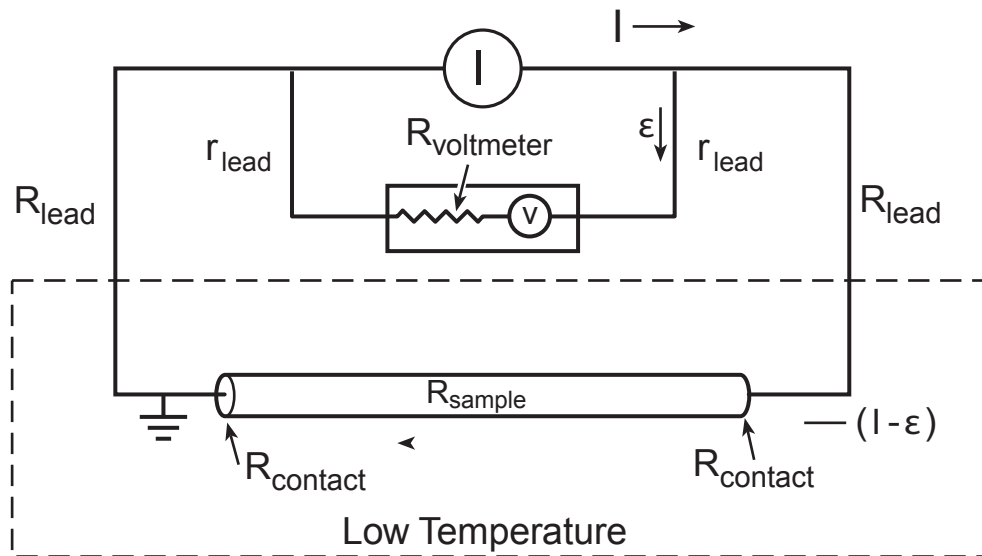 I
I
ε
R_voltmeter
r_lead
r_lead
R_lead
R_lead
V
R_sample
(I-ε)
R_contact
R_contact
Low Temperature